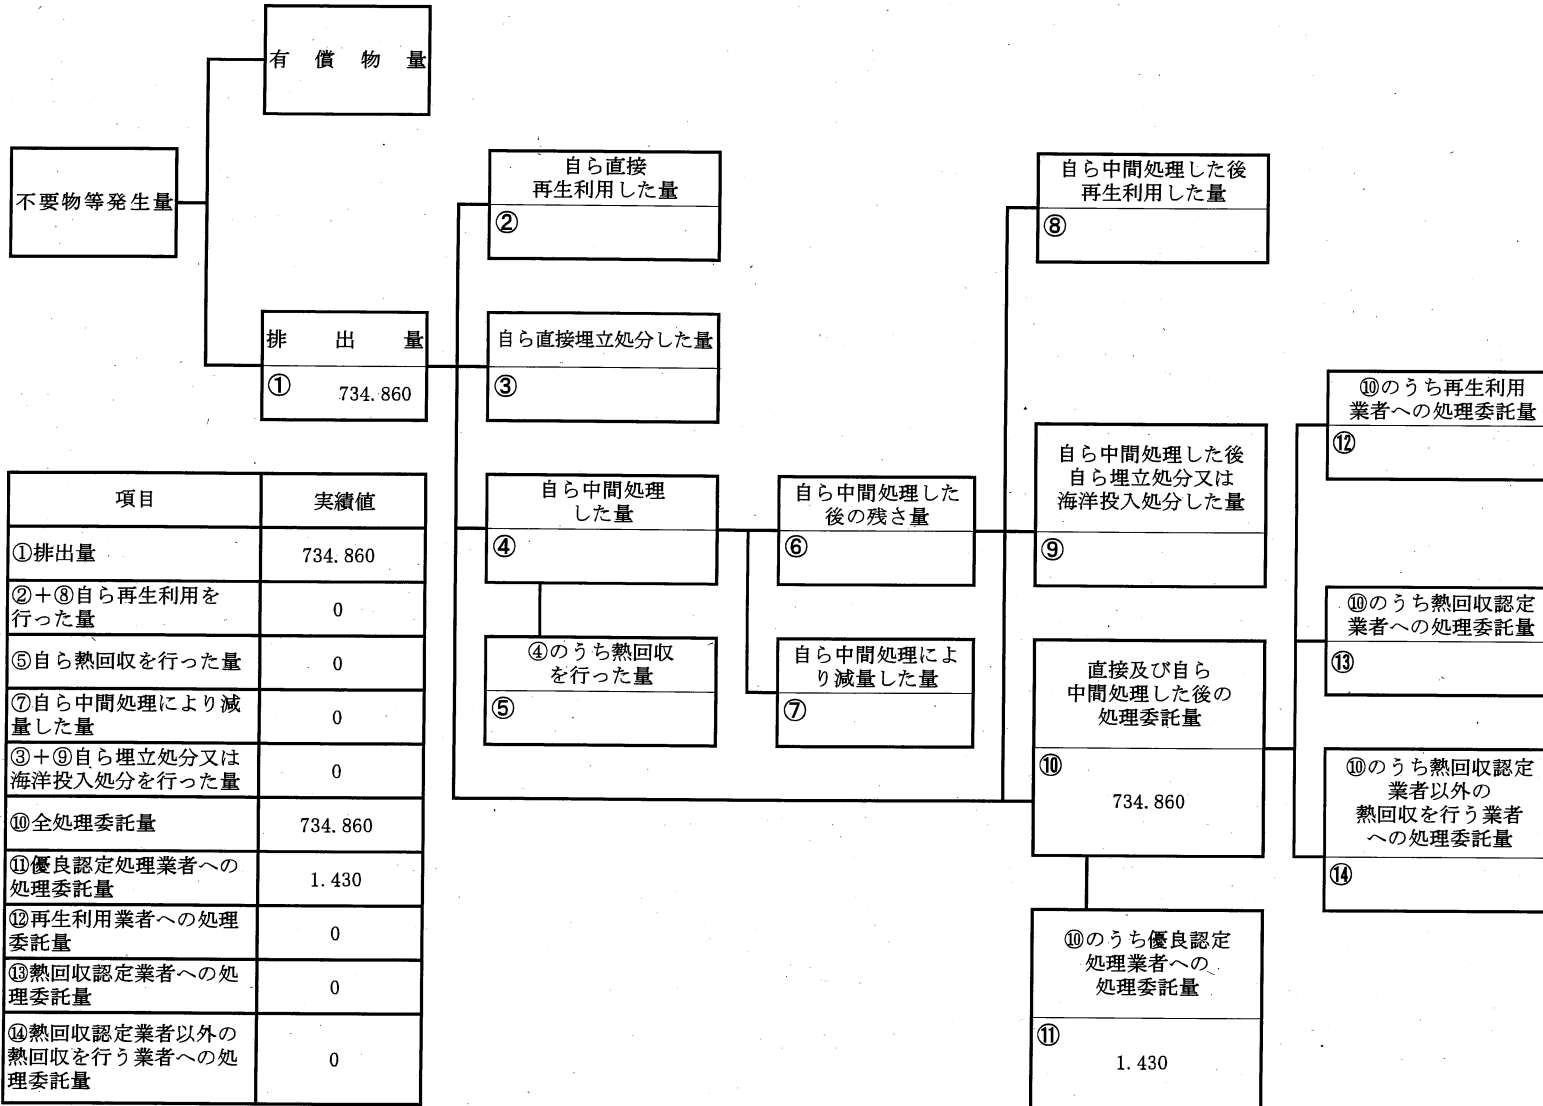 有償物量
不要物等発生量
排出量
① 734.860
自ら直接
再生利用した量
②
自ら直接埋立処分した量
③
自ら中間処理
した量
④
④のうち熱回収
を行った量
⑤
自ら中間処理した
後の残さ量
⑥
自ら中間処理によ
り減量した量
⑦
自ら中間処理した後
再生利用した量
⑧
自ら中間処理した後
自ら埋立処分又は
海洋投入処分した量
⑨
直接及び自ら
中間処理した後の
処理委託量
⑩
734.860
⑩のうち優良認定
処理業者への
処理委託量
⑪
1.430
⑩のうち再生利用
業者への処理委託量
⑫
⑩のうち熱回収認定
業者への処理委託量
⑬
⑩のうち熱回収認定
業者以外の
熱回収を行う業者
への処理委託量
⑭
項目 実績値
①排出量 734.860
②+⑧自ら再生利用を
行った量 0
⑤自ら熱回収を行った量 0
⑦自ら中間処理により減
量した量 0
③+⑨自ら埋立処分又は
海洋投入処分を行った量 0
⑩全処理委託量 734.860
⑪優良認定処理業者への
処理委託量 1.430
⑫再生利用業者への処理
委託量 0
⑬熱回収認定業者への処
理委託量 0
⑭熱回収認定業者以外の
熱回収を行う業者への処
理委託量 0